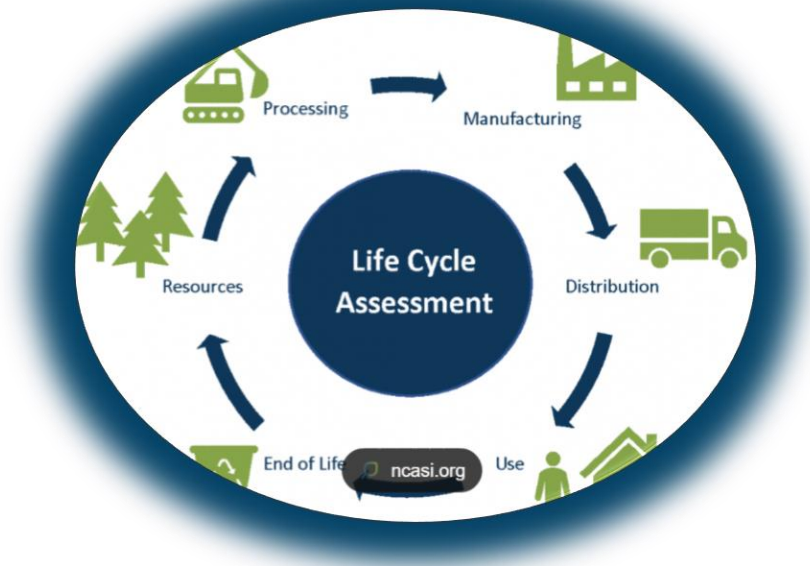 Processing
Manufacturing
Life Cycle
Assessment
Resources
Distribution
End of Life
ncasi.org
Use